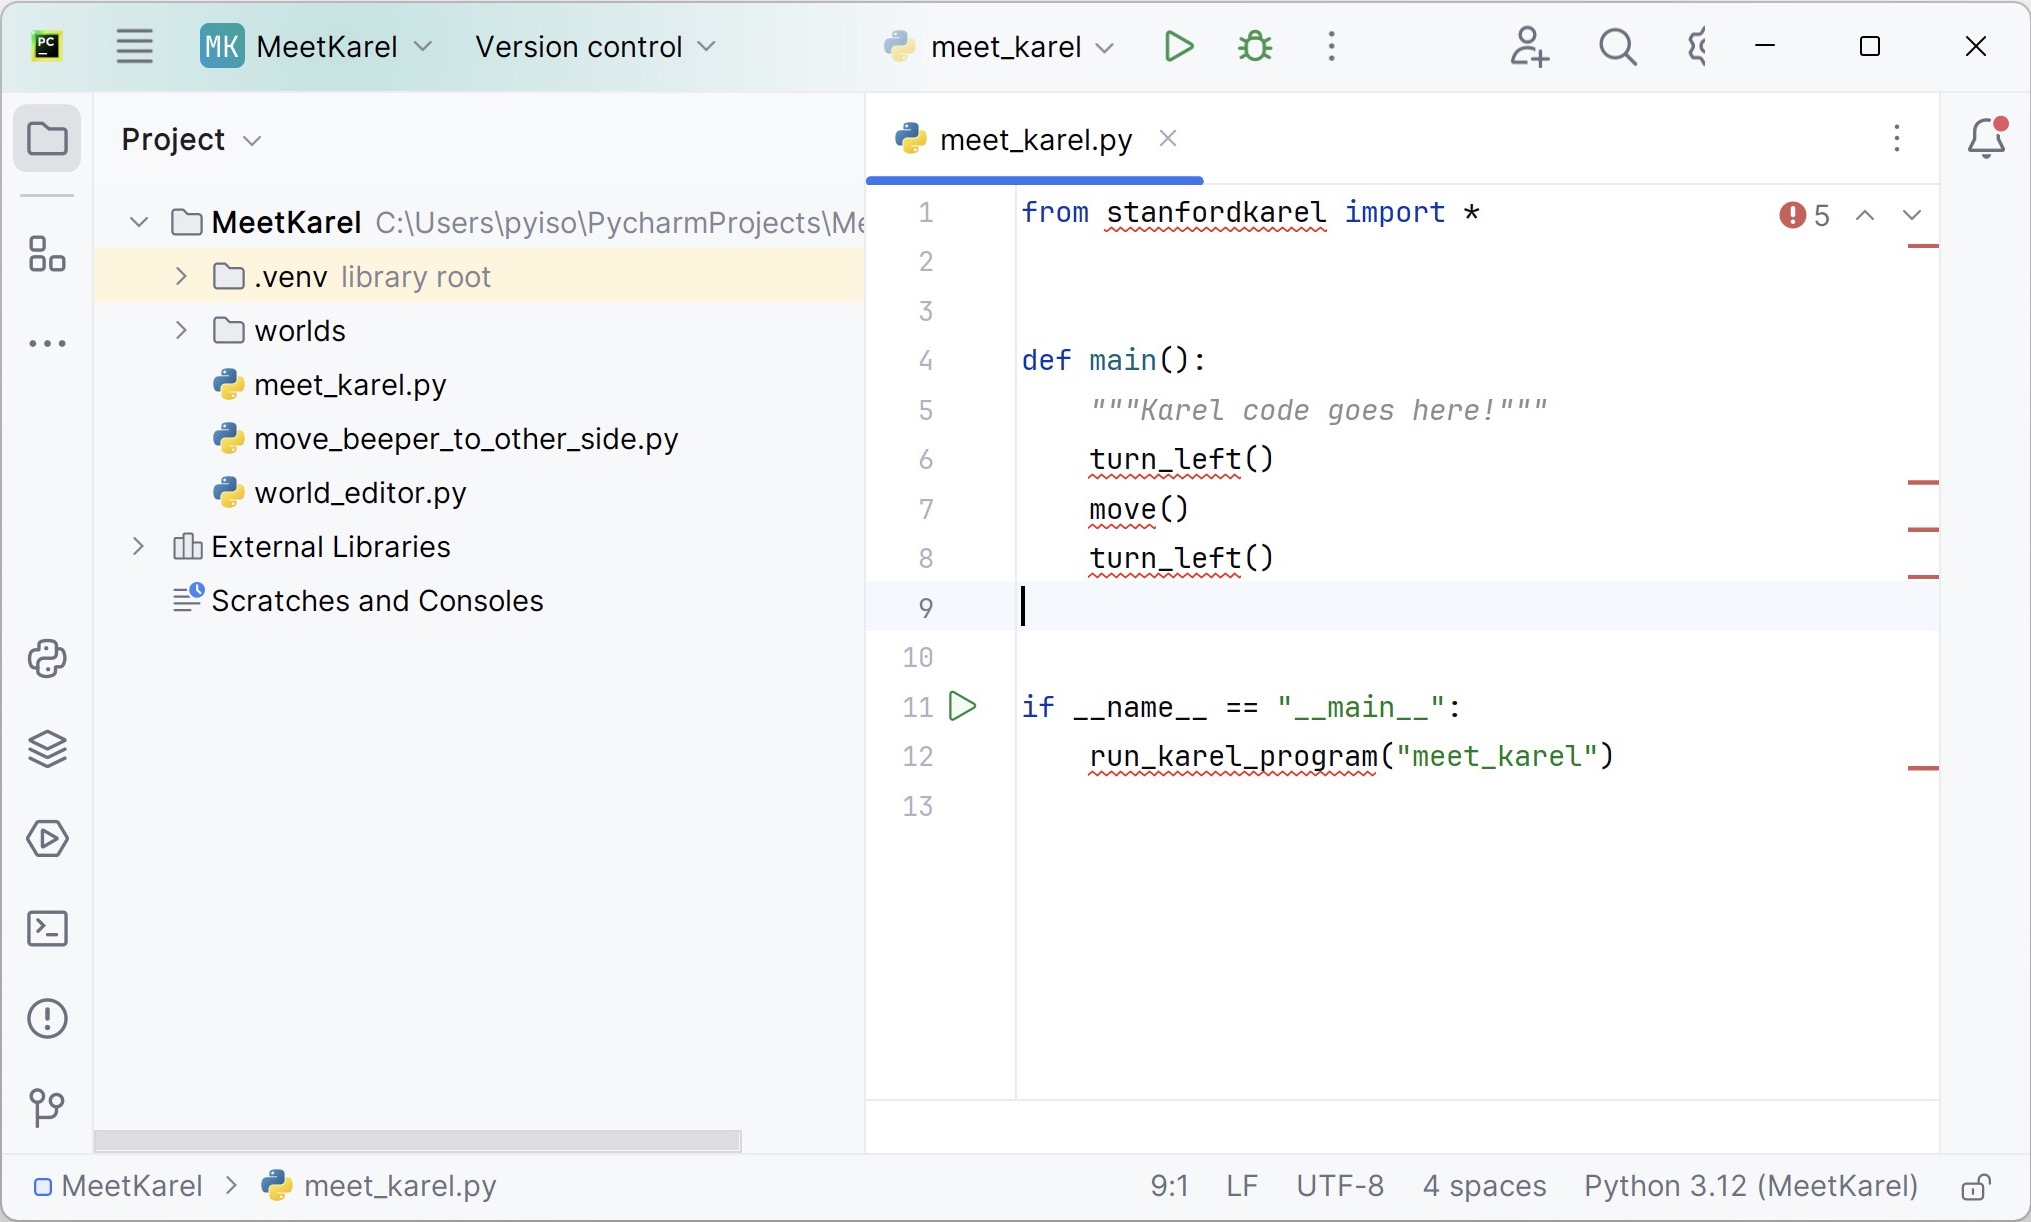 PC
MK MeetKarel Version control meet_karel
Project
meet_karel.py
MeetKarel C:\Users\pyiso\PycharmProjects\Me
.venv library root
worlds
meet_karel.py
move_beeper_to_other_side.py
world_editor.py
External Libraries
Scratches and Consoles
1 from stanfordkarel import *
5
2
3
4 def main():
5 """Karel code goes here!"""
6 turn_left()
7 move()
8 turn_left()
9
10
11 if __name__ == "__main__":
12 run_karel_program("meet_karel")
13
MeetKarel > meet_karel.py 9:1 LF UTF-8 4 spaces Python 3.12 (MeetKarel)